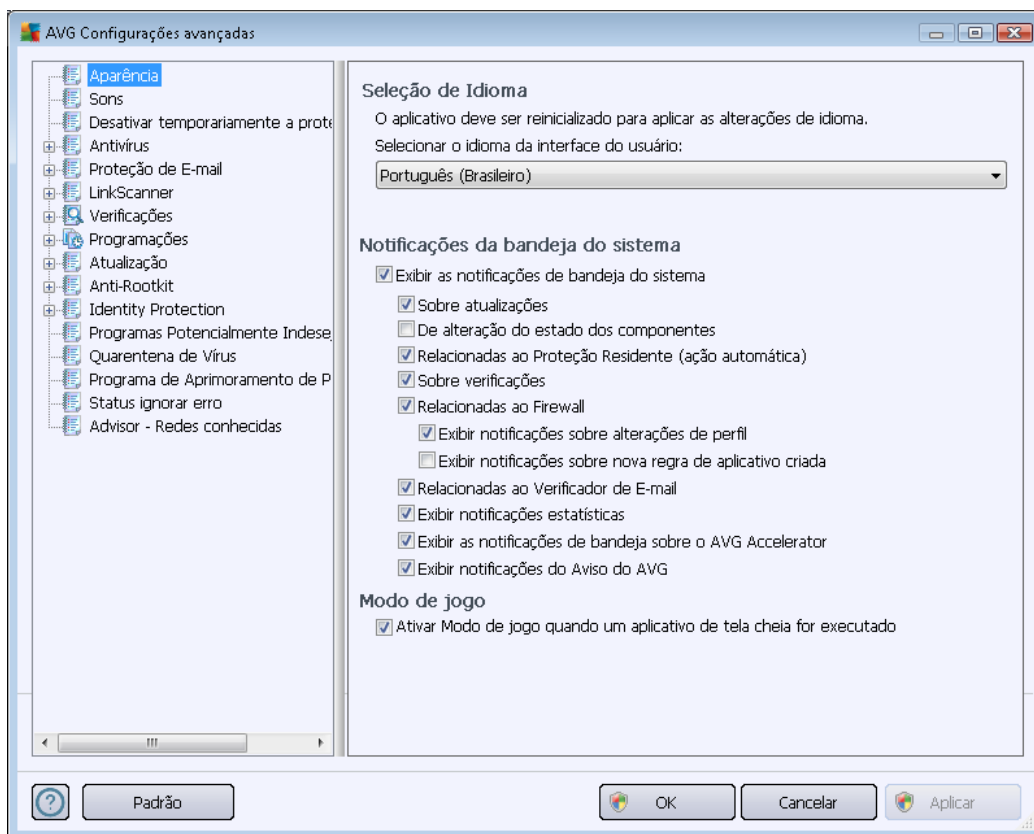 AVG Configurações avançadas
Aparência
Sons
Desativar temporariamente a prote
Antivírus
Proteção de E-mail
LinkScanner
Verificações
Programações
Atualização
Anti-Rootkit
Identity Protection
Programas Potencialmente Indese
Quarentena de Vírus
Programa de Aprimoramento de P
Status ignorar erro
Advisor - Redes conhecidas
Seleção de Idioma
O aplicativo deve ser reinicializado para aplicar as alterações de idioma.
Selecionar o idioma da interface do usuário:
Português (Brasileiro)
Notificações da bandeja do sistema
Exibir as notificações de bandeja do sistema
Sobre atualizações
De alteração do estado dos componentes
Relacionadas ao Proteção Residente (ação automática)
Sobre verificações
Relacionadas ao Firewall
Exibir notificações sobre alterações de perfil
Exibir notificações sobre nova regra de aplicativo criada
Relacionadas ao Verificador de E-mail
Exibir notificações estatísticas
Exibir as notificações de bandeja sobre o AVG Accelerator
Exibir notificações do Aviso do AVG
Modo de jogo
Ativar Modo de jogo quando um aplicativo de tela cheia for executado
?
Padrão
OK
Cancelar
Aplicar